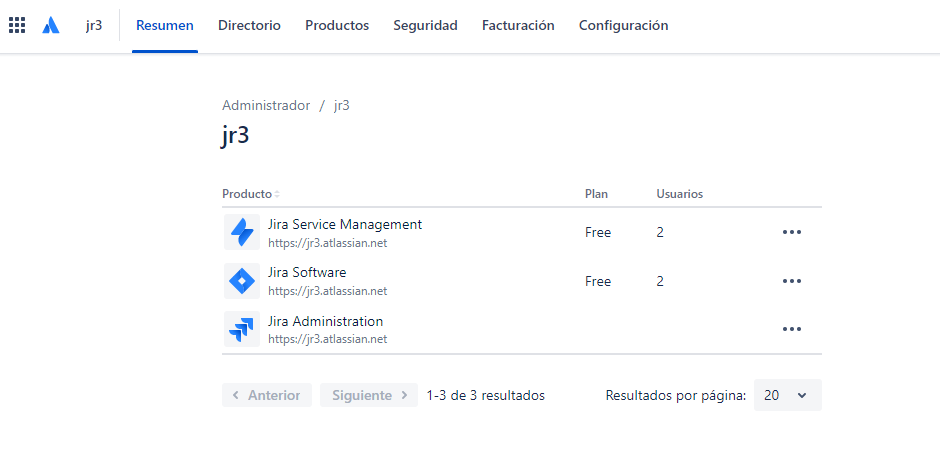 jr3 Resumen Directorio Productos Seguridad Facturación Configuración
Administrador / jr3
jr3
Producto Plan Usuarios
Jira Service Management
https://jr3.atlassian.net
Free 2
Jira Software
https://jr3.atlassian.net
Free 2
Jira Administration
https://jr3.atlassian.net
Anterior Siguiente 1-3 de 3 resultados Resultados por página: 20